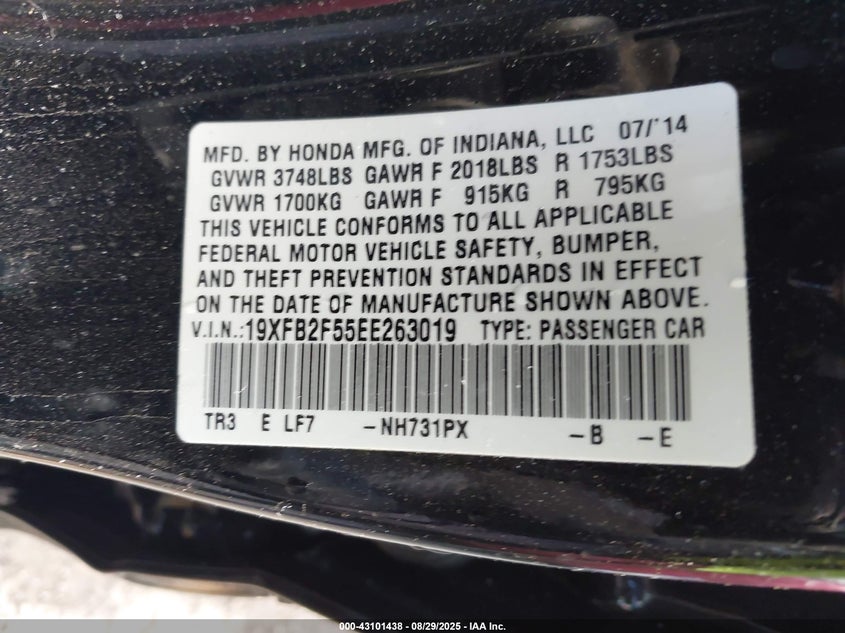 MFD. BY HONDA MFG. OF INDIANA, LLC 07/'14
GVWR 3748LBS GAWR F 2018LBS R 1753LBS
GVWR 1700KG GAWR F 915KG R 795KG
THIS VEHICLE CONFORMS TO ALL APPLICABLE
FEDERAL MOTOR VEHICLE SAFETY, BUMPER,
AND THEFT PREVENTION STANDARDS IN EFFECT
ON THE DATE OF MANUFACTURE SHOWN ABOVE.
V.I.N.:19XFB2F55EE263019 TYPE: PASSENGER CAR
TR3 E LF7 -NH731PX -B -E
000-43101438 - 08/29/2025 - IAA Inc.